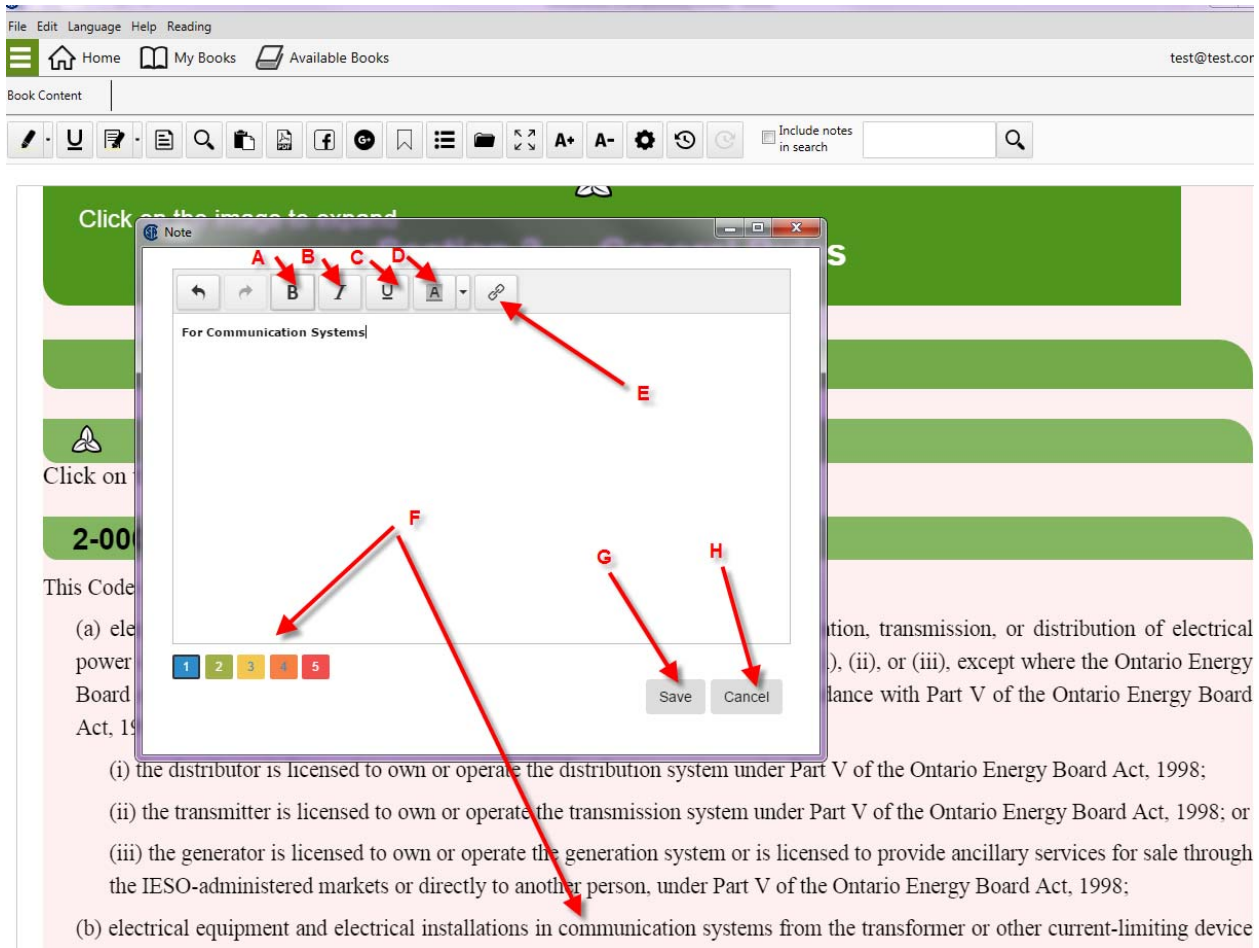 File Edit Language Help Reading
Home My Books Available Books test@test.cor
Book Content
U PDF f G+ A+ A- Include notes
in search
Click on the image to expand
s
Note
A B C D
B I U A
For Communication Systems
E
Click on
F
2-00
G H
This Code
(a) ele tion, transmission, or distribution of electrical
power ), (ii), or (iii), except where the Ontario Energy
1 2 3 4 5
Board dance with Part V of the Ontario Energy Board
Save Cancel
Act, 19
(i) the distributor is licensed to own or operate the distribution system under Part V of the Ontario Energy Board Act, 1998;
(ii) the transmitter is licensed to own or operate the transmission system under Part V of the Ontario Energy Board Act, 1998; or
(iii) the generator is licensed to own or operate the generation system or is licensed to provide ancillary services for sale through
the IESO-administered markets or directly to another person, under Part V of the Ontario Energy Board Act, 1998;
(b) electrical equipment and electrical installations in communication systems from the transformer or other current-limiting device